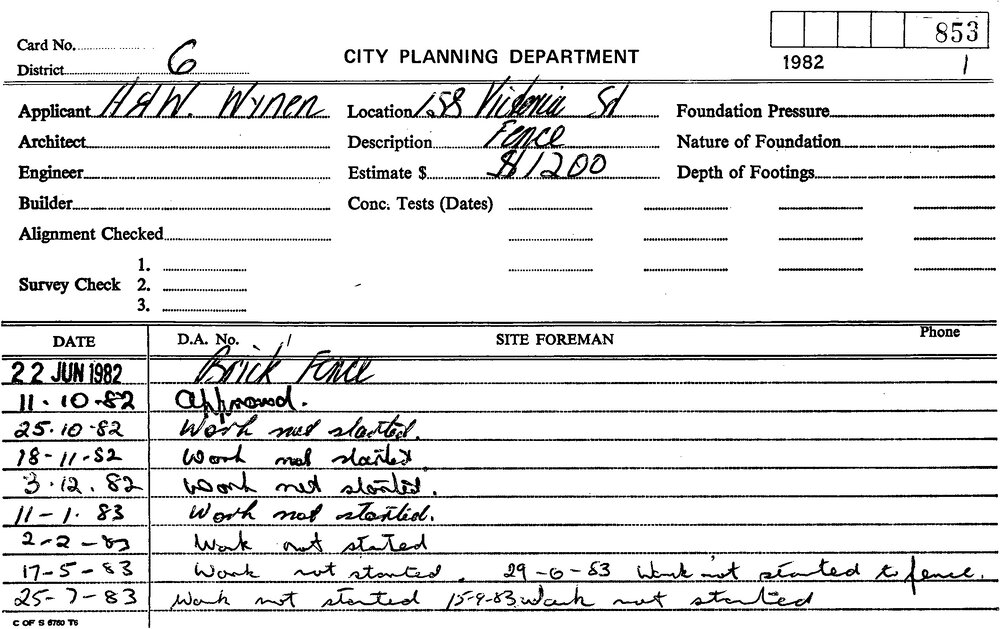 853
Card No.
District 6
CITY PLANNING DEPARTMENT
1982 1
Applicant H & W. Wynen Location 158 Victoria St Foundation Pressure
Architect Description Fence Nature of Foundation
Engineer Estimate $ $1200 Depth of Footings
Builder Conc. Tests (Dates)
Alignment Checked
1.
Survey Check 2.
3.
DATE D.A. No. SITE FOREMAN Phone
22 JUN 1982 Brick Fence
11.10.82 Approved.
25.10.82 Work not started.
18-11-82 Work not started.
3.12.82 Work not started.
11-1.83 Work not started.
2-2-83 Work not started
17-5-83 Work not started. 29-6-83 Work not started to fence.
25-7-83 Work not started 15-9-83. Work not started
C OF S 6780 T6